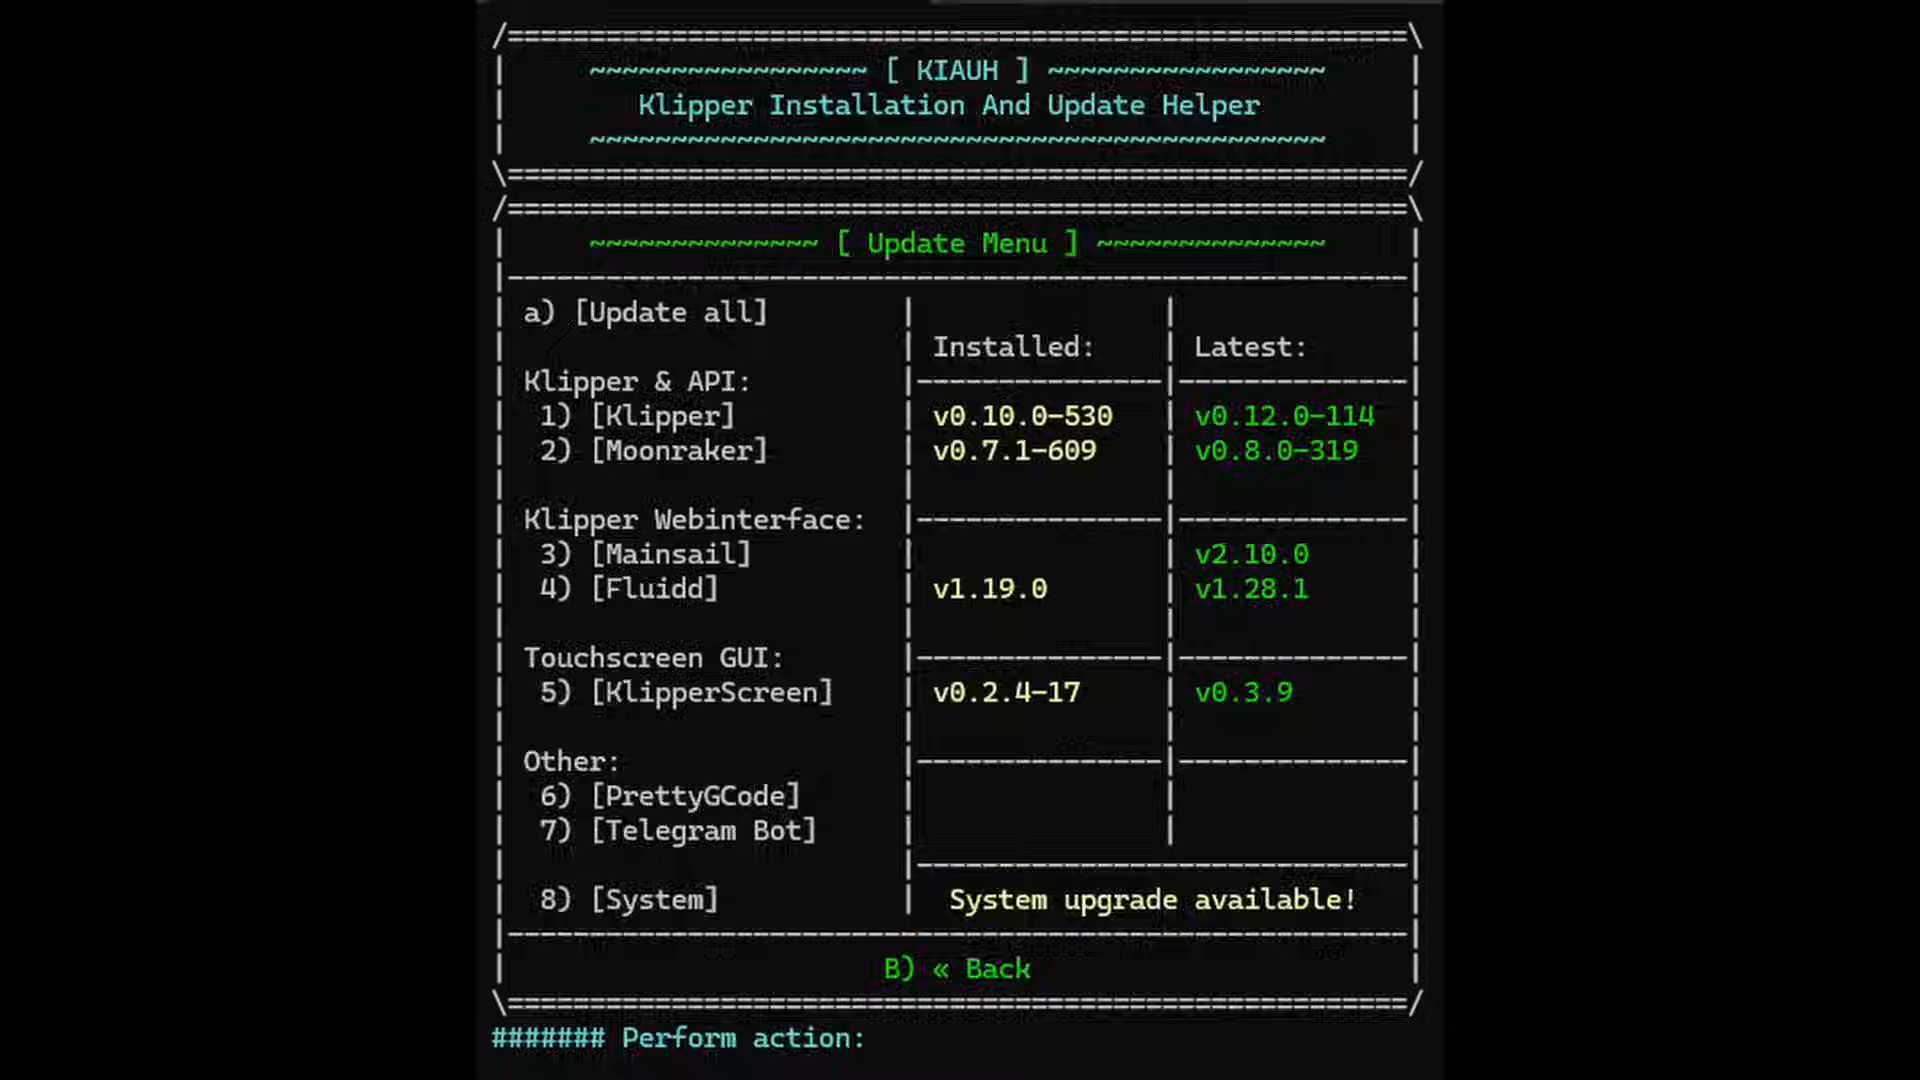 /=======================================================\
|     ~~~~~~~~~~~~~~~~~ [ KIAUH ] ~~~~~~~~~~~~~~~~~     |
|        Klipper Installation And Update Helper         |
|     ~~~~~~~~~~~~~~~~~~~~~~~~~~~~~~~~~~~~~~~~~~~~~     |
\=======================================================/
/=======================================================\
|     ~~~~~~~~~~~~~~ [ Update Menu ] ~~~~~~~~~~~~~~     |
|-------------------------------------------------------|
| a) [Update all]        |               |              |
|                        | Installed:    | Latest:      |
| Klipper & API:         |---------------|--------------|
|  1) [Klipper]          | v0.10.0-530   | v0.12.0-114  |
|  2) [Moonraker]        | v0.7.1-609    | v0.8.0-319   |
|                        |               |              |
| Klipper Webinterface:  |---------------|--------------|
|  3) [Mainsail]         |               | v2.10.0      |
|  4) [Fluidd]           | v1.19.0       | v1.28.1      |
|                        |               |              |
| Touchscreen GUI:       |---------------|--------------|
|  5) [KlipperScreen]    | v0.2.4-17     | v0.3.9       |
|                        |               |              |
| Other:                 |---------------|--------------|
|  6) [PrettyGCode]      |               |              |
|  7) [Telegram Bot]     |               |              |
|                        |------------------------------|
|  8) [System]           |  System upgrade available!   |
|-------------------------------------------------------|
|                       B) « Back                       |
\=======================================================/
####### Perform action: